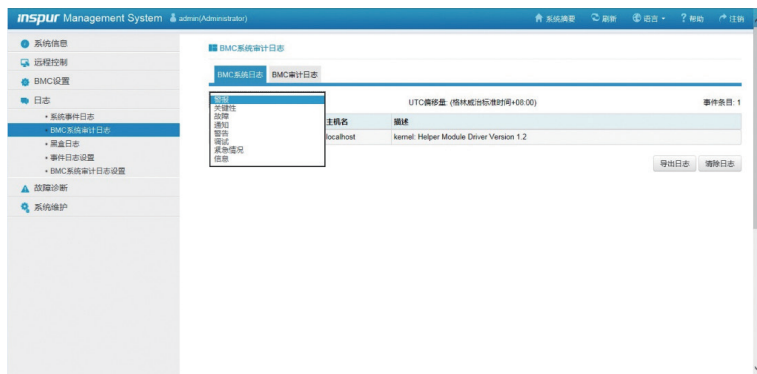 inspur Management System admin(Administrator) 系统摘要 刷新 语言 ? 帮助 注销
系统信息
远程控制
BMC设置
日志
• 系统事件日志
• BMC系统审计日志
• 黑盒日志
• 事件日志设置
• BMC系统审计日志设置
故障诊断
系统维护
BMC系统审计日志
BMC系统日志 BMC审计日志
警报
关键性
故障
通知
警告
调试
紧急情况
信息
UTC偏移量: (格林威治标准时间+08:00) 事件条目: 1
主机名 描述
localhost kernel: Helper Module Driver Version 1.2
导出日志 清除日志